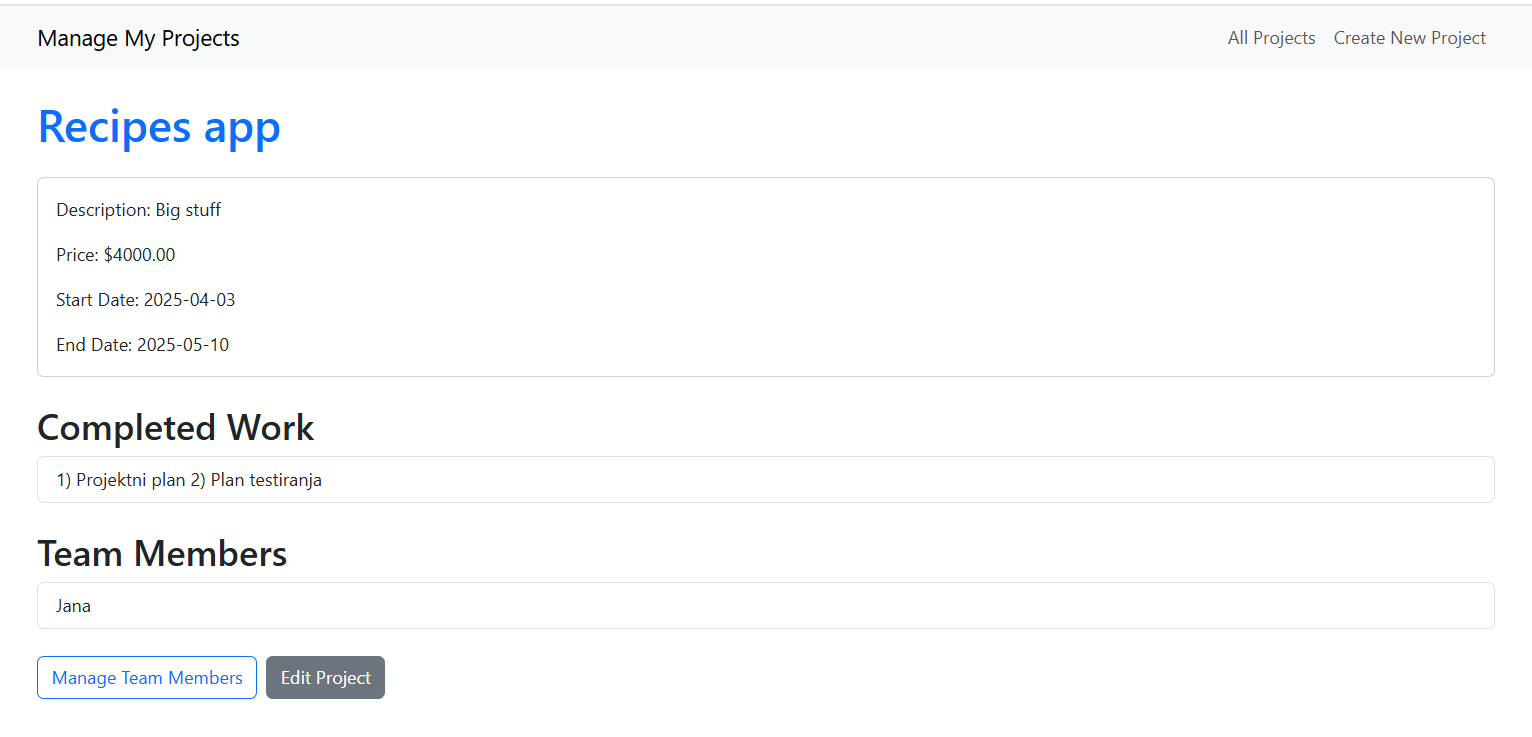 Manage My Projects
All Projects
Create New Project
Recipes app
Description: Big stuff
Price: $4000.00
Start Date: 2025-04-03
End Date: 2025-05-10
Completed Work
1) Projektni plan 2) Plan testiranja
Team Members
Jana
Manage Team Members
Edit Project